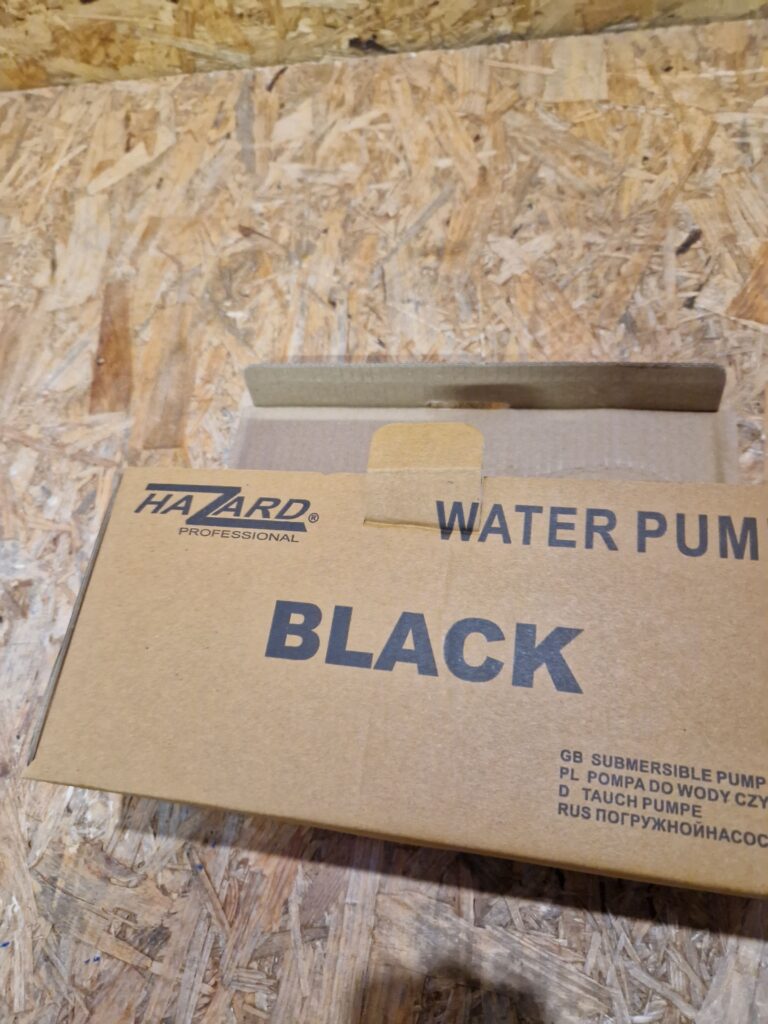 HAZARD®
PROFESSIONAL
WATER PUM
BLACK
GB SUBMERSIBLE PUMP
PL POMPA DO WODY CZY
D TAUCH PUMPE
RUS ПОГРУЖНОЙНАСОС